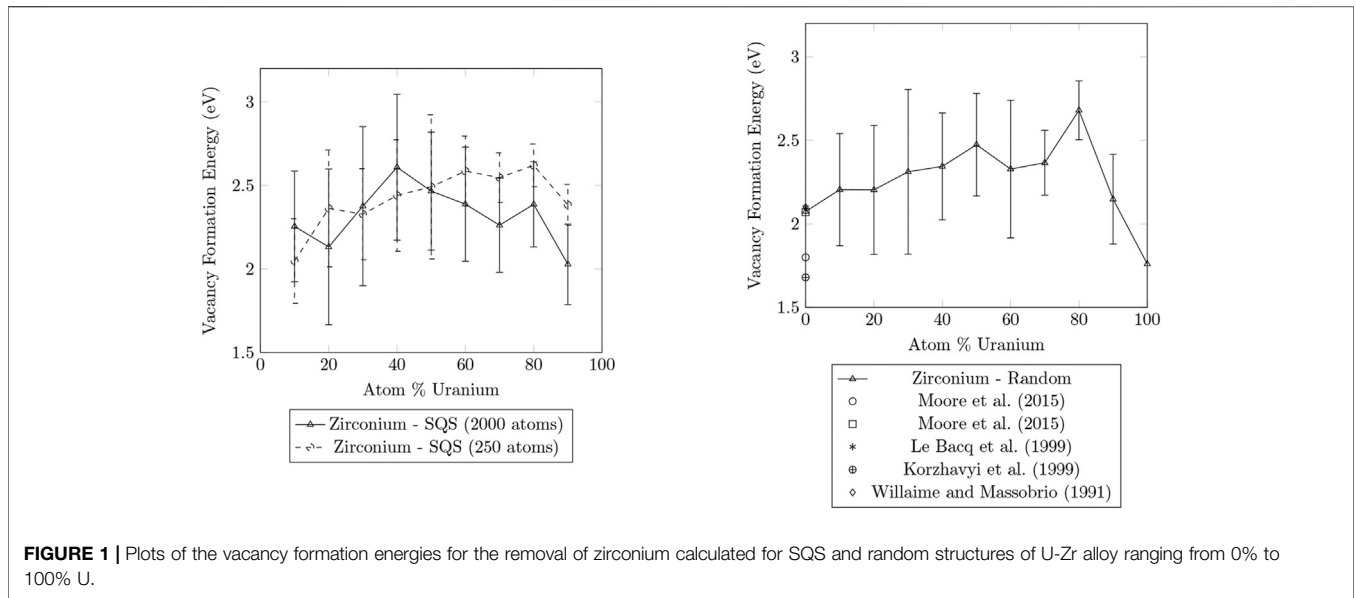 Vacancy Formation Energy (eV)
3
2.5
2
1.5
0
20
40
60
80
100
Atom % Uranium
Zirconium - SQS (2000 atoms)
Zirconium - SQS (250 atoms)
Vacancy Formation Energy (eV)
3
2.5
2
1.5
0
20
40
60
80
100
Atom % Uranium
Zirconium - Random
Moore et al. (2015)
Moore et al. (2015)
Le Bacq et al. (1999)
Korzhavyi et al. (1999)
Willaime and Massobrio (1991)
FIGURE 1 | Plots of the vacancy formation energies for the removal of zirconium calculated for SQS and random structures of U-Zr alloy ranging from 0% to
100% U.